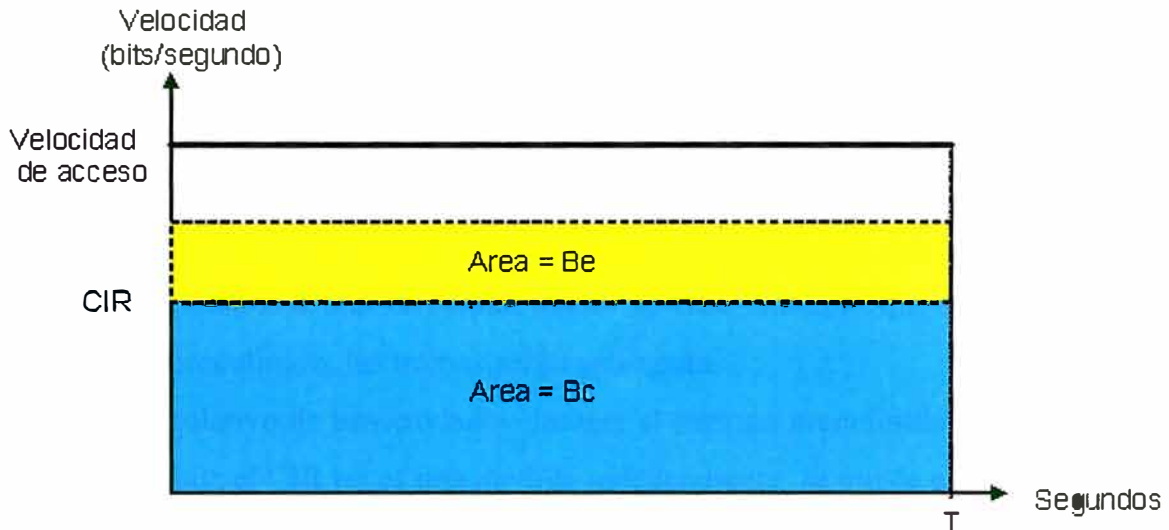 Velocidad
(bits/segundo)
Velocidad
de acceso
Area = Be
CIR
Area = Bc
Segundos
T